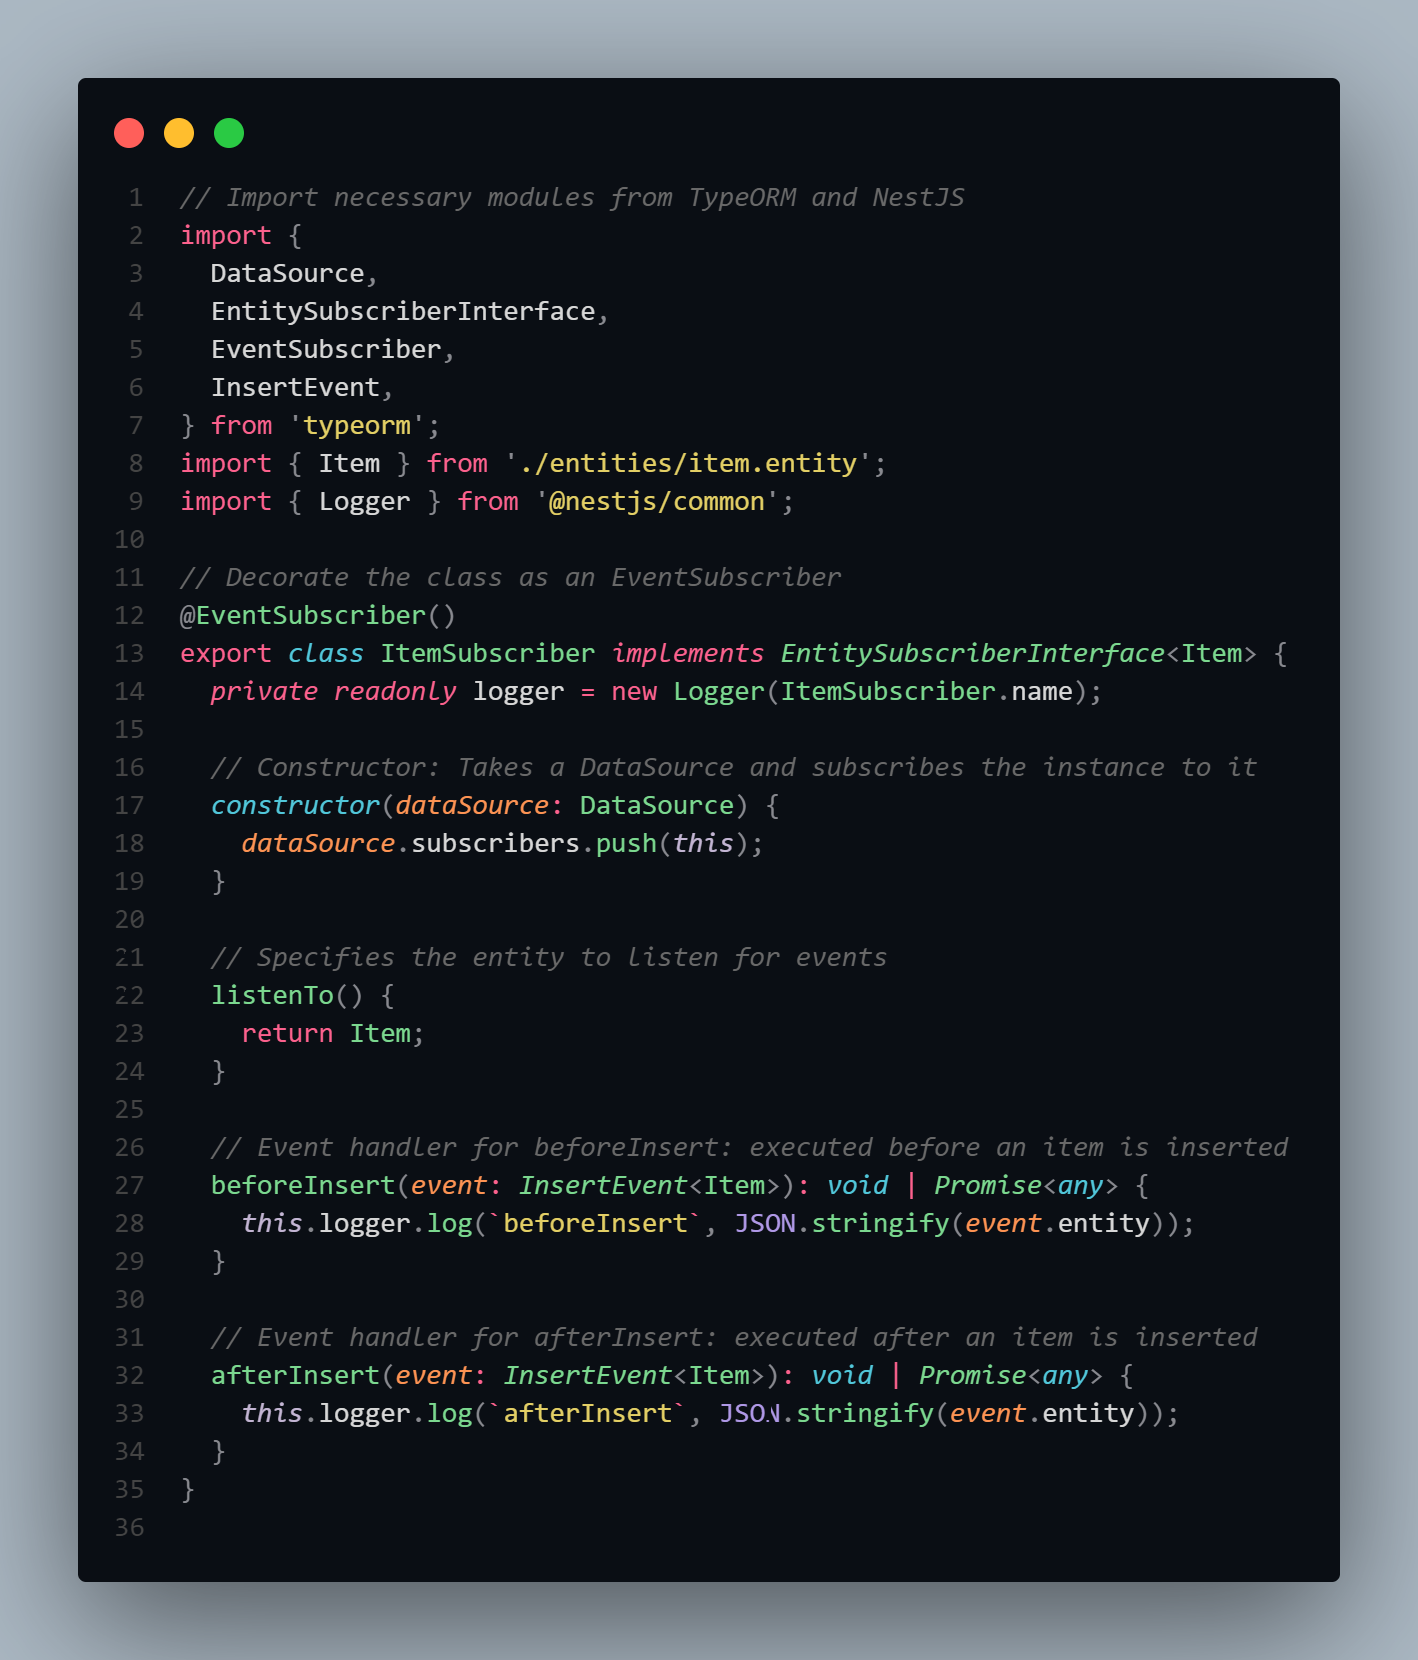 1 // Import necessary modules from TypeORM and NestJS
2 import {
3   DataSource,
4   EntitySubscriberInterface,
5   EventSubscriber,
6   InsertEvent,
7 } from 'typeorm';
8 import { Item } from './entities/item.entity';
9 import { Logger } from '@nestjs/common';
10
11 // Decorate the class as an EventSubscriber
12 @EventSubscriber()
13 export class ItemSubscriber implements EntitySubscriberInterface<Item> {
14   private readonly logger = new Logger(ItemSubscriber.name);
15
16   // Constructor: Takes a DataSource and subscribes the instance to it
17   constructor(dataSource: DataSource) {
18     dataSource.subscribers.push(this);
19   }
20
21   // Specifies the entity to listen for events
22   listenTo() {
23     return Item;
24   }
25
26   // Event handler for beforeInsert: executed before an item is inserted
27   beforeInsert(event: InsertEvent<Item>): void | Promise<any> {
28     this.logger.log(`beforeInsert`, JSON.stringify(event.entity));
29   }
30
31   // Event handler for afterInsert: executed after an item is inserted
32   afterInsert(event: InsertEvent<Item>): void | Promise<any> {
33     this.logger.log(`afterInsert`, JSON.stringify(event.entity));
34   }
35 }
36